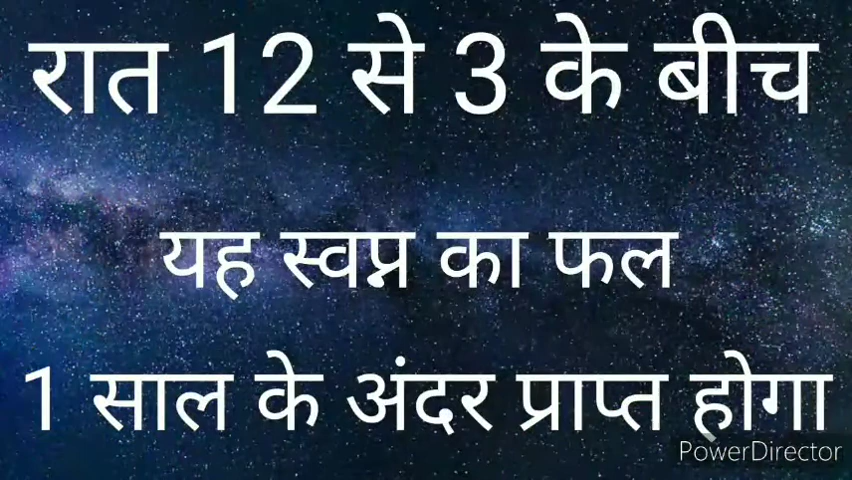 रात 12 से 3 के बीच
यह स्वप्न का फल
1 साल के अंदर प्राप्त होगा
PowerDirector